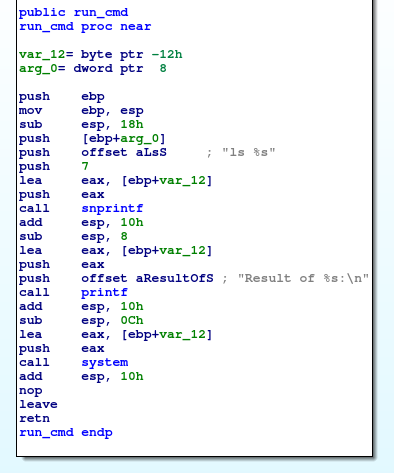 public run_cmd
run_cmd proc near
var_12= byte ptr -12h
arg_0= dword ptr  8
push    ebp
mov     ebp, esp
sub     esp, 18h
push    [ebp+arg_0]
push    offset aLsS     ; "ls %s"
push    7
lea     eax, [ebp+var_12]
push    eax
call    snprintf
add     esp, 10h
sub     esp, 8
lea     eax, [ebp+var_12]
push    eax
push    offset aResultOfS ; "Result of %s:\n"
call    printf
add     esp, 10h
sub     esp, 0Ch
lea     eax, [ebp+var_12]
push    eax
call    system
add     esp, 10h
nop
leave
retn
run_cmd endp